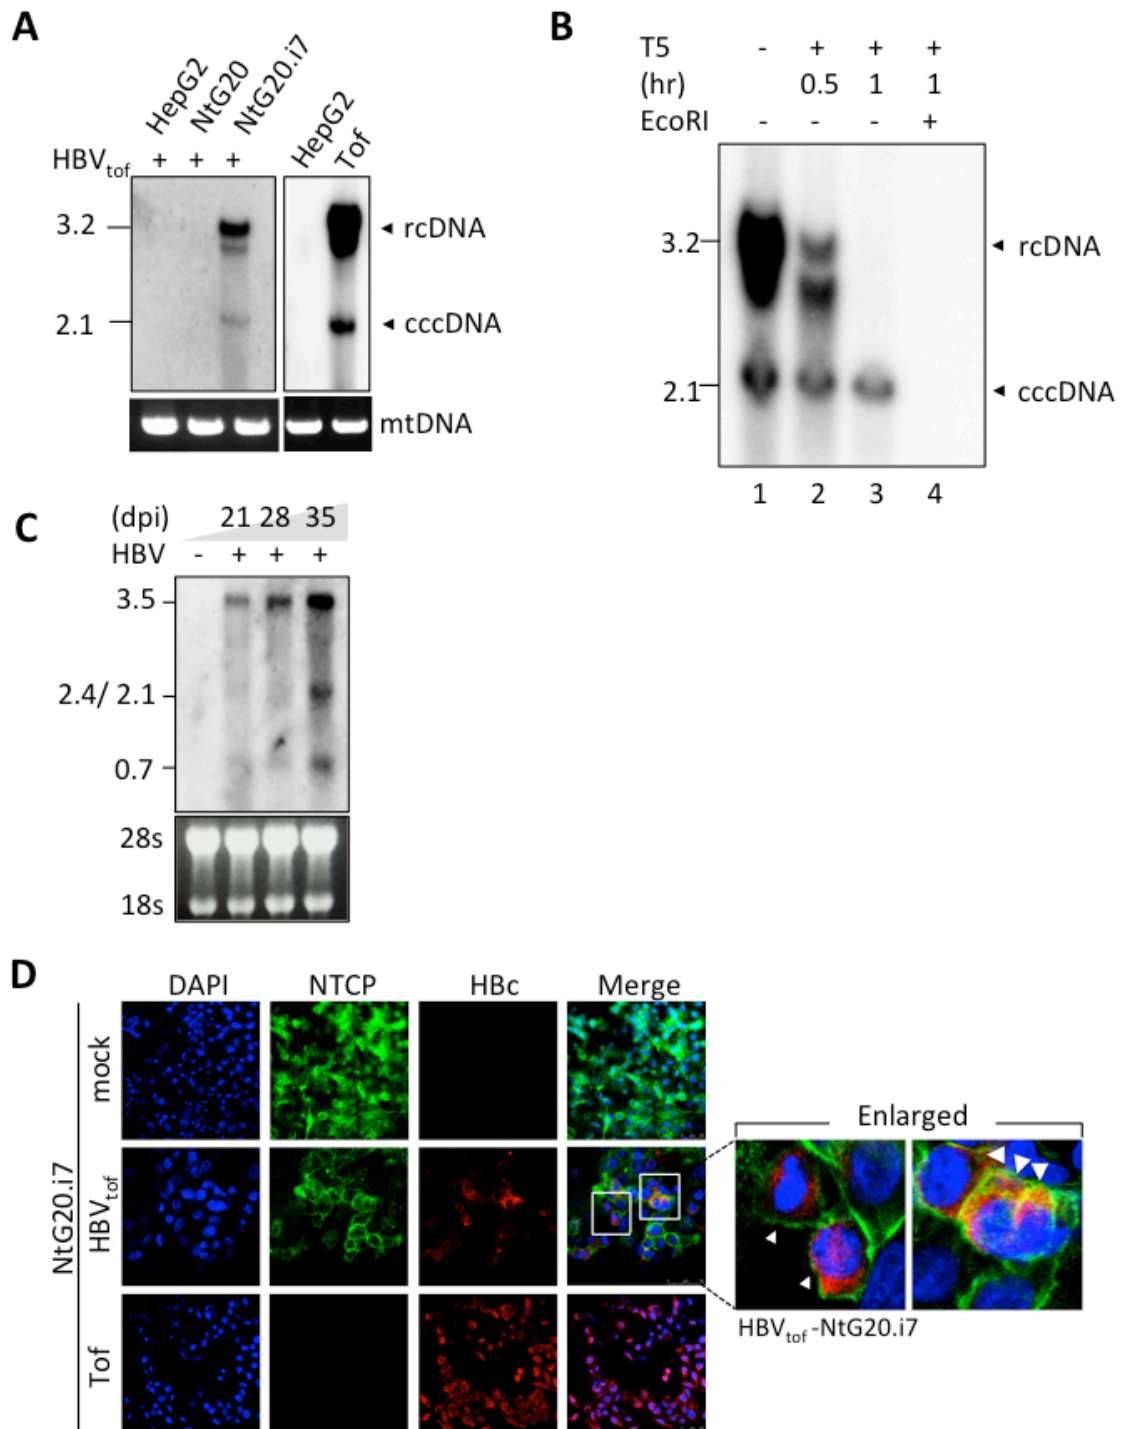 A
HepG2
NtG20
NtG20.i7
HBVtof + + +
HepG2
Tof
3.2
rcDNA
2.1
cccDNA
mtDNA
B
T5 - + + +
(hr) 0.5 1 1
EcoRI - - - +
3.2
rcDNA
2.1
cccDNA
1 2 3 4
C
(dpi) 21 28 35
HBV - + + +
3.5
2.4/ 2.1
0.7
28s
18s
D
DAPI NTCP HBc Merge
NtG20.i7
mock
HBVtof
Tof
Enlarged
HBVtof -NtG20.i7